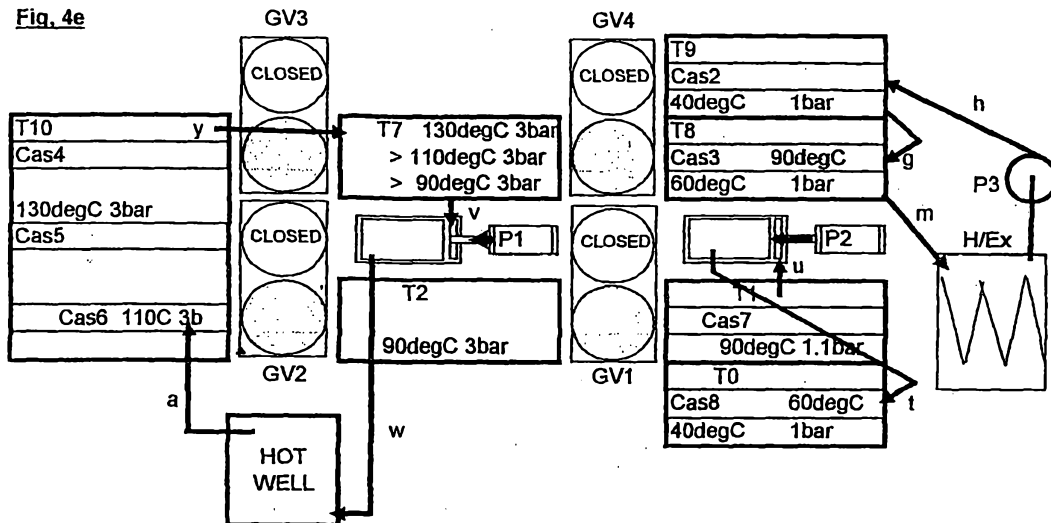 Fig, 4e
GV3
GV4
CLOSED
CLOSED
T9
Cas2
40degC 1bar
h
T10
y
T7 130degC 3bar
> 110degC 3bar
> 90degC 3bar
T8
Cas3 90degC
60degC 1bar
g
P3
Cas4
130degC 3bar
Cas5
v
m
H/Ex
CLOSED
P1
CLOSED
P2
u
T2
T1
Cas6 110C 3b
Cas7
90degC 3bar
90degC 1.1bar
GV2
GV1
T0
a
w
Cas8 60degC
t
40degC 1bar
HOT
WELL